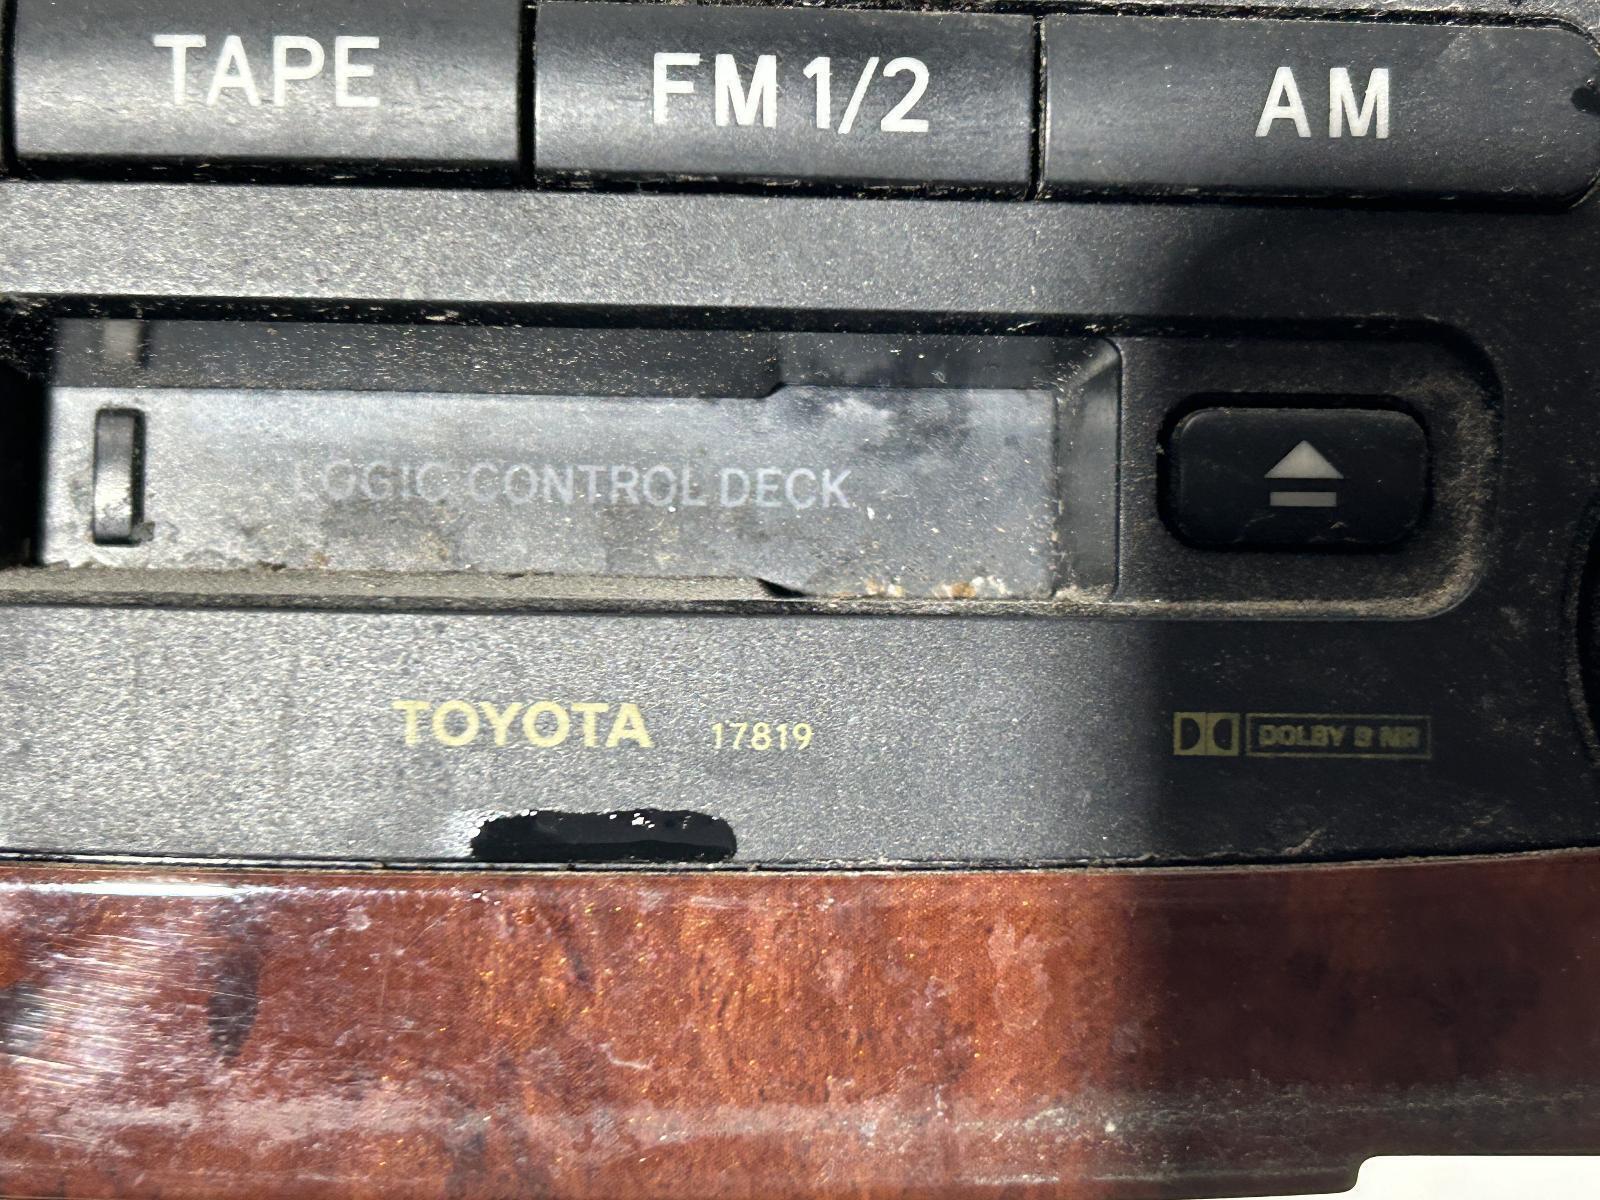 TAPE FM 1/2 AM
LOGIC CONTROL DECK
TOYOTA 17819 DOLBY B NR